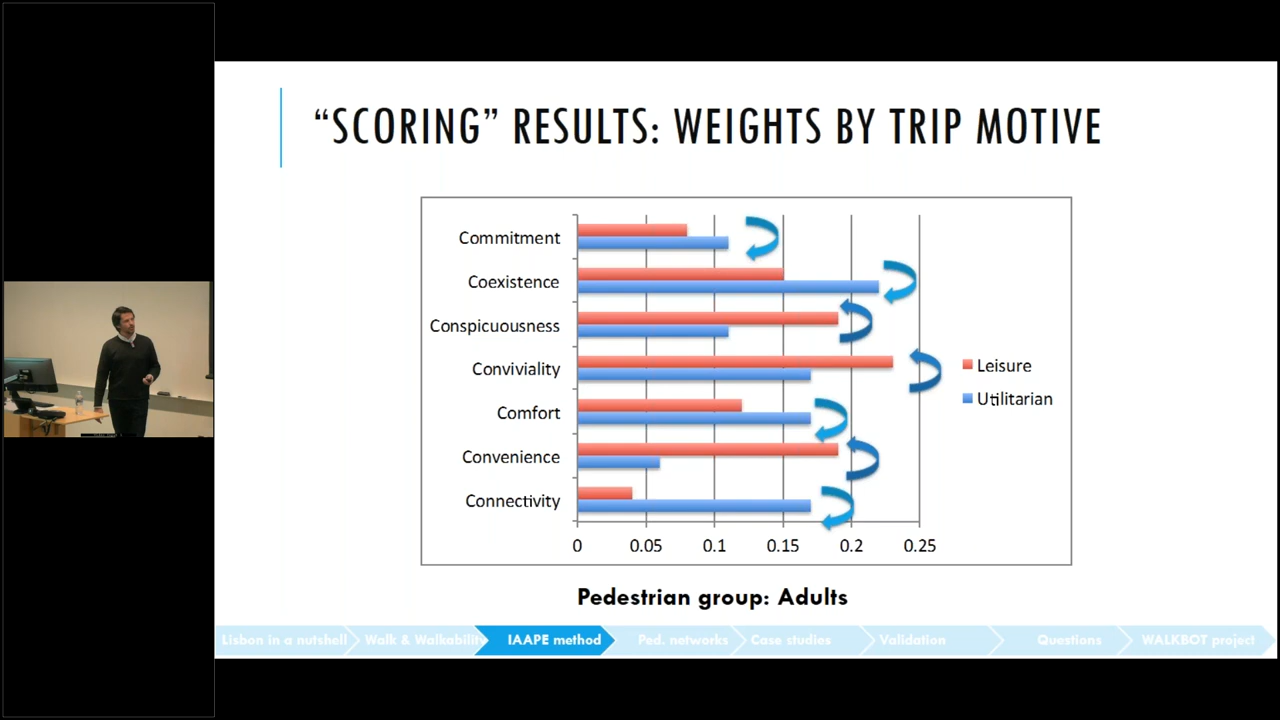 “SCORING” RESULTS: WEIGHTS BY TRIP MOTIVE
Commitment
Coexistence
Conspicuousness
Conviviality
Comfort
Convenience
Connectivity
0 0.05 0.1 0.15 0.2 0.25
Leisure
Utilitarian
Pedestrian group: Adults
Lisbon in a nutshell Walk & Walkability IAAPE method Ped. networks Case studies Validation Questions WALKBOT project